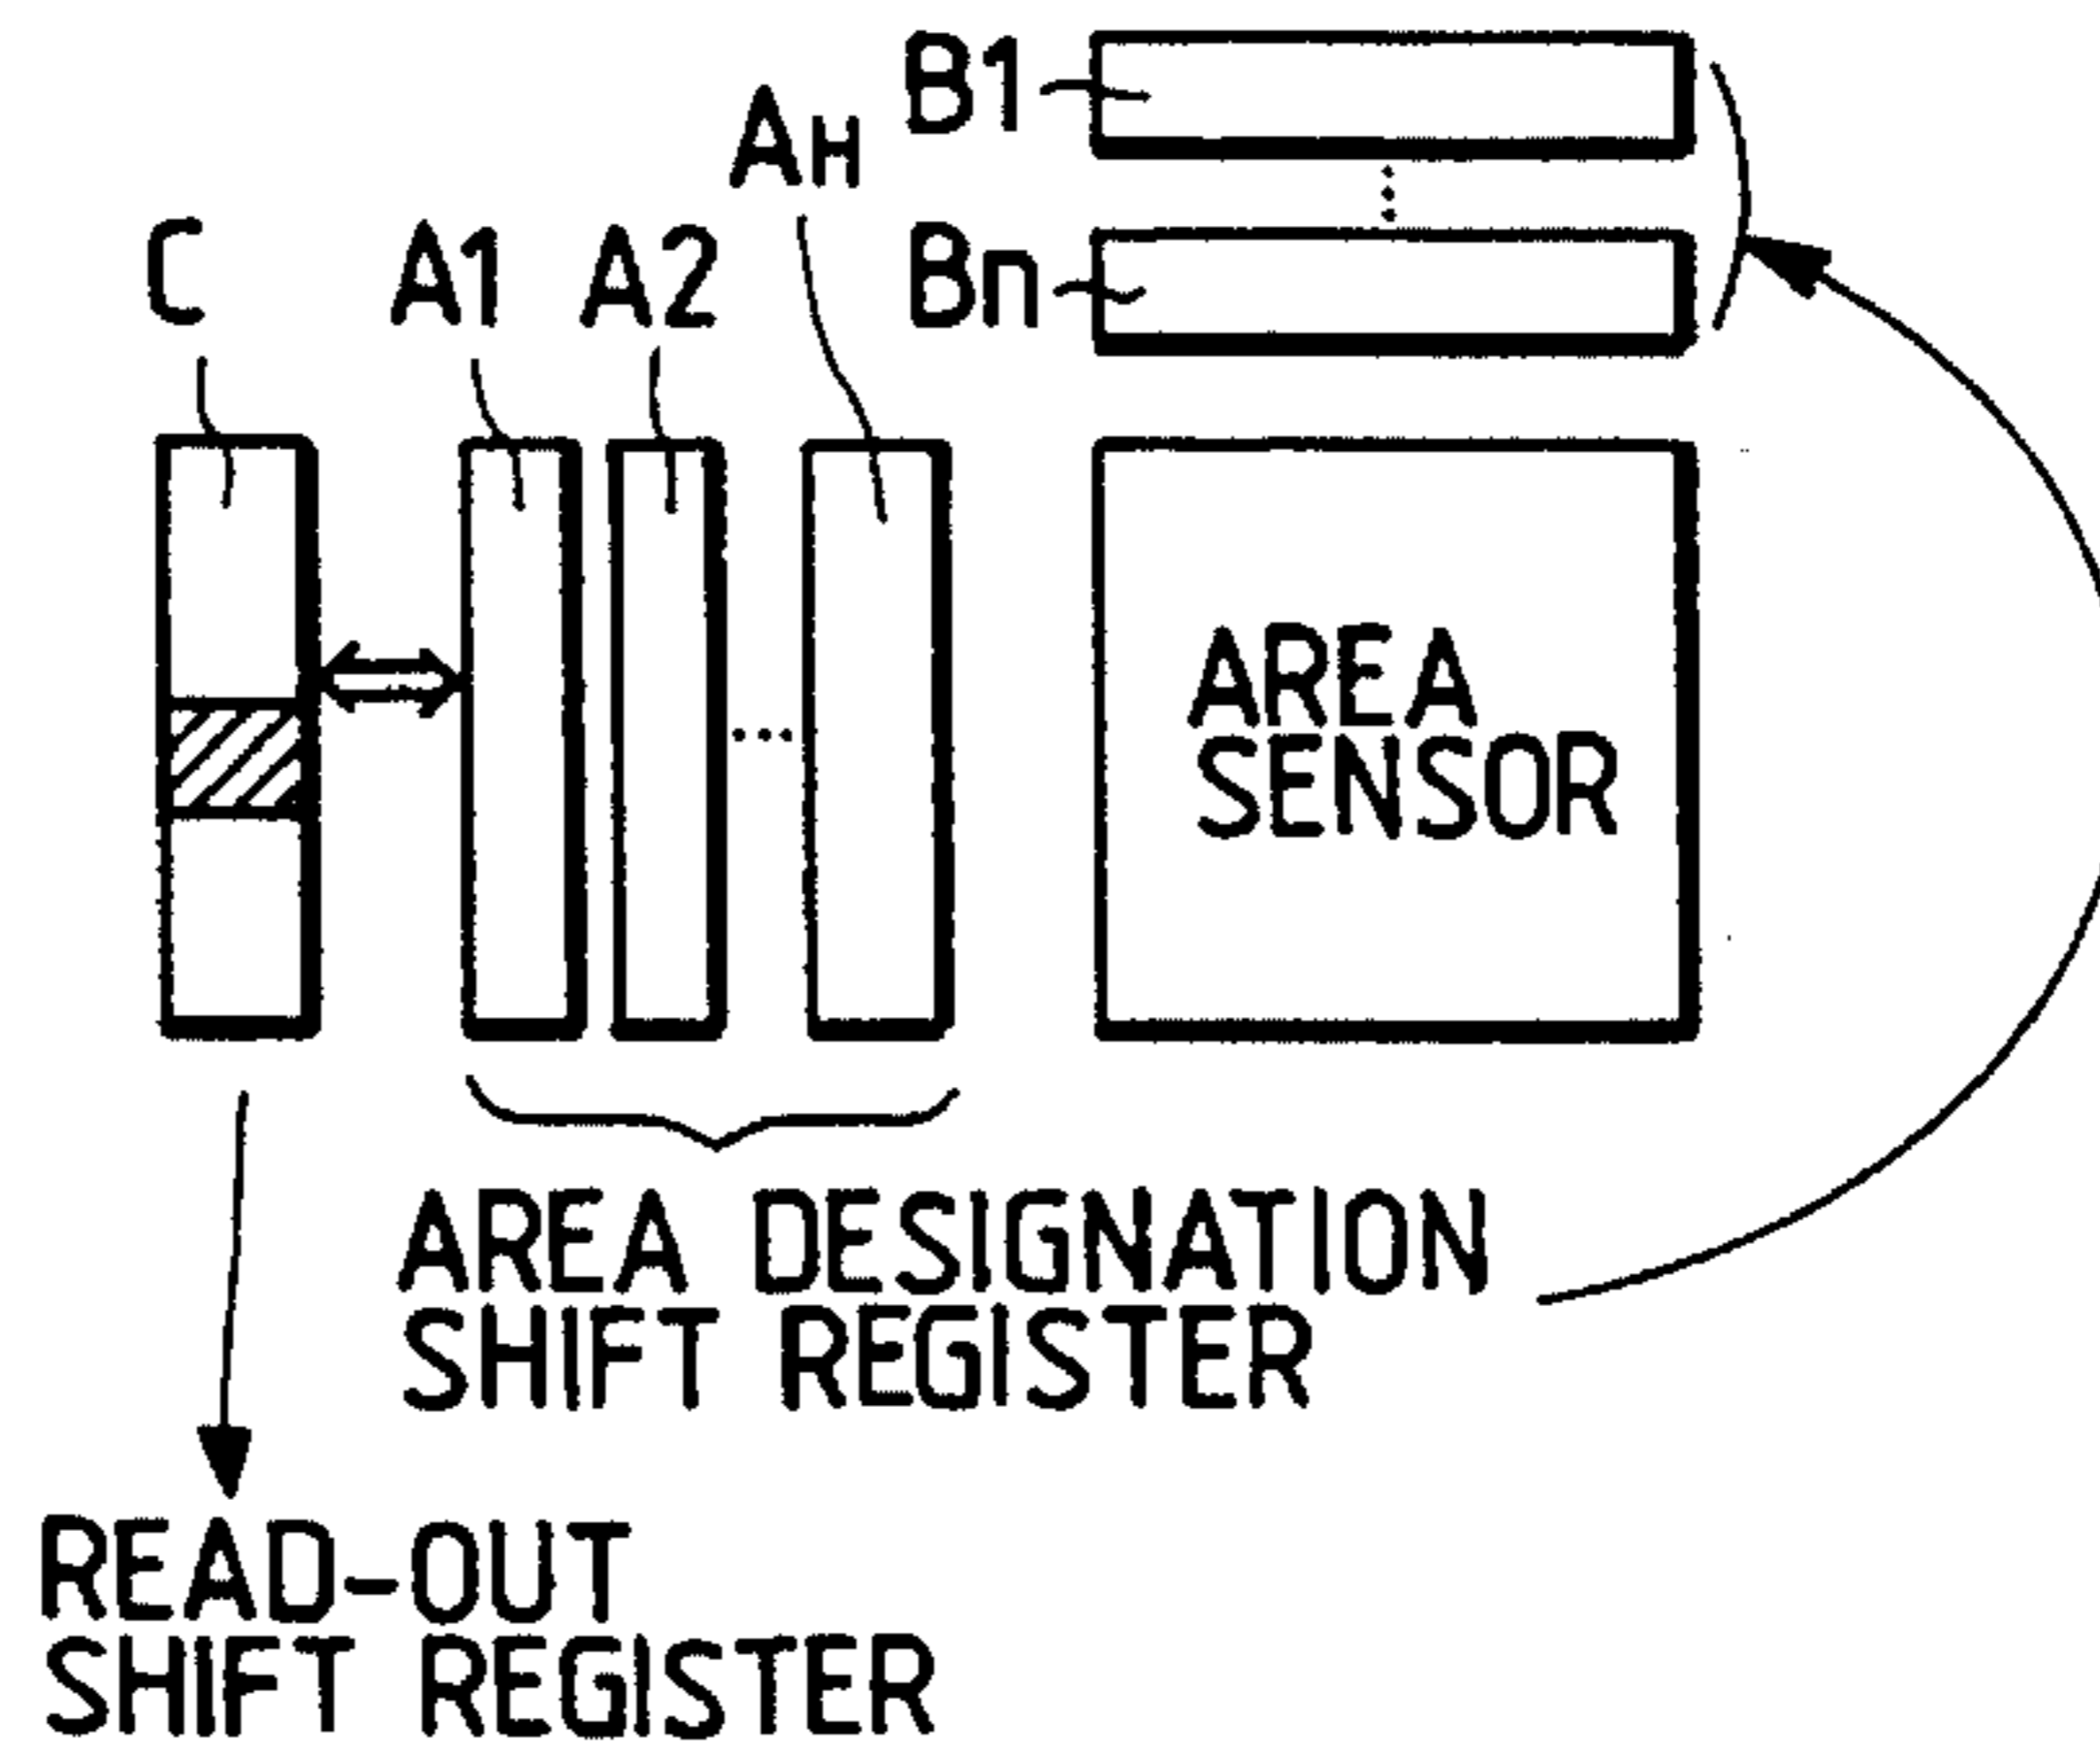 B1
AH
C
A1
A2
Bn
AREA
SENSOR
AREA DESIGNATION
SHIFT REGISTER
READ-OUT
SHIFT REGISTER